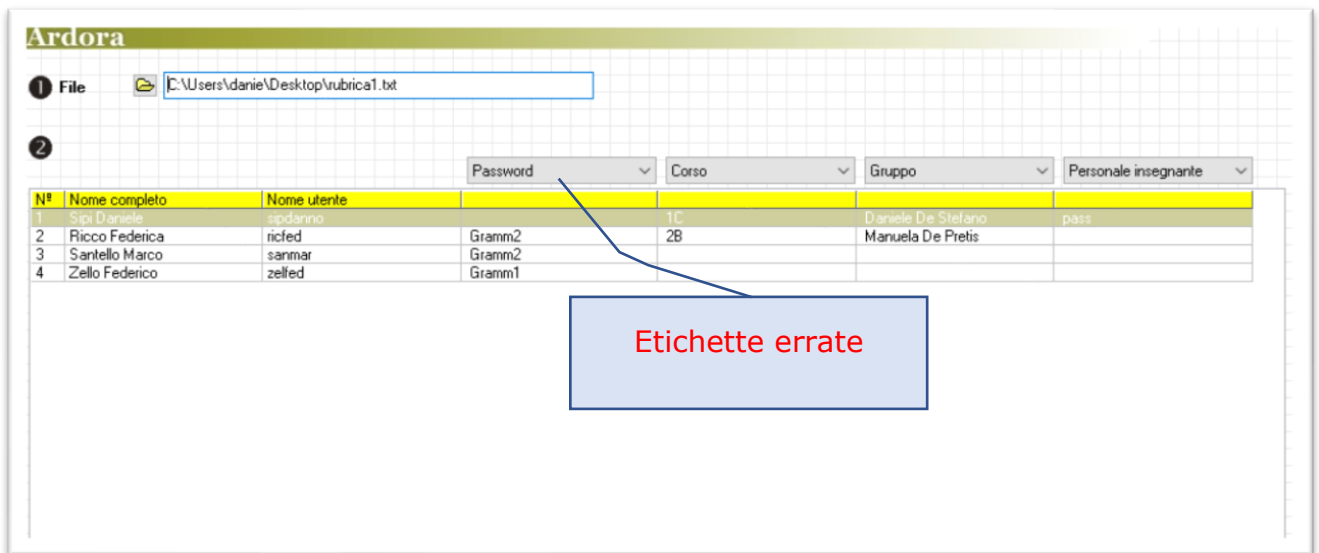 Ardora
1 File C:\Users\danie\Desktop\rubrica1.txt
2
Password Corso Gruppo Personale insegnante
Nº Nome completo Nome utente
1 Sipi Daniele sipdanno 1C Daniele De Stefano pass
2 Ricco Federica ricfed Gramm2 2B Manuela De Pretis
3 Santello Marco sanmar Gramm2
4 Zello Federico zelfed Gramm1
Etichette errate